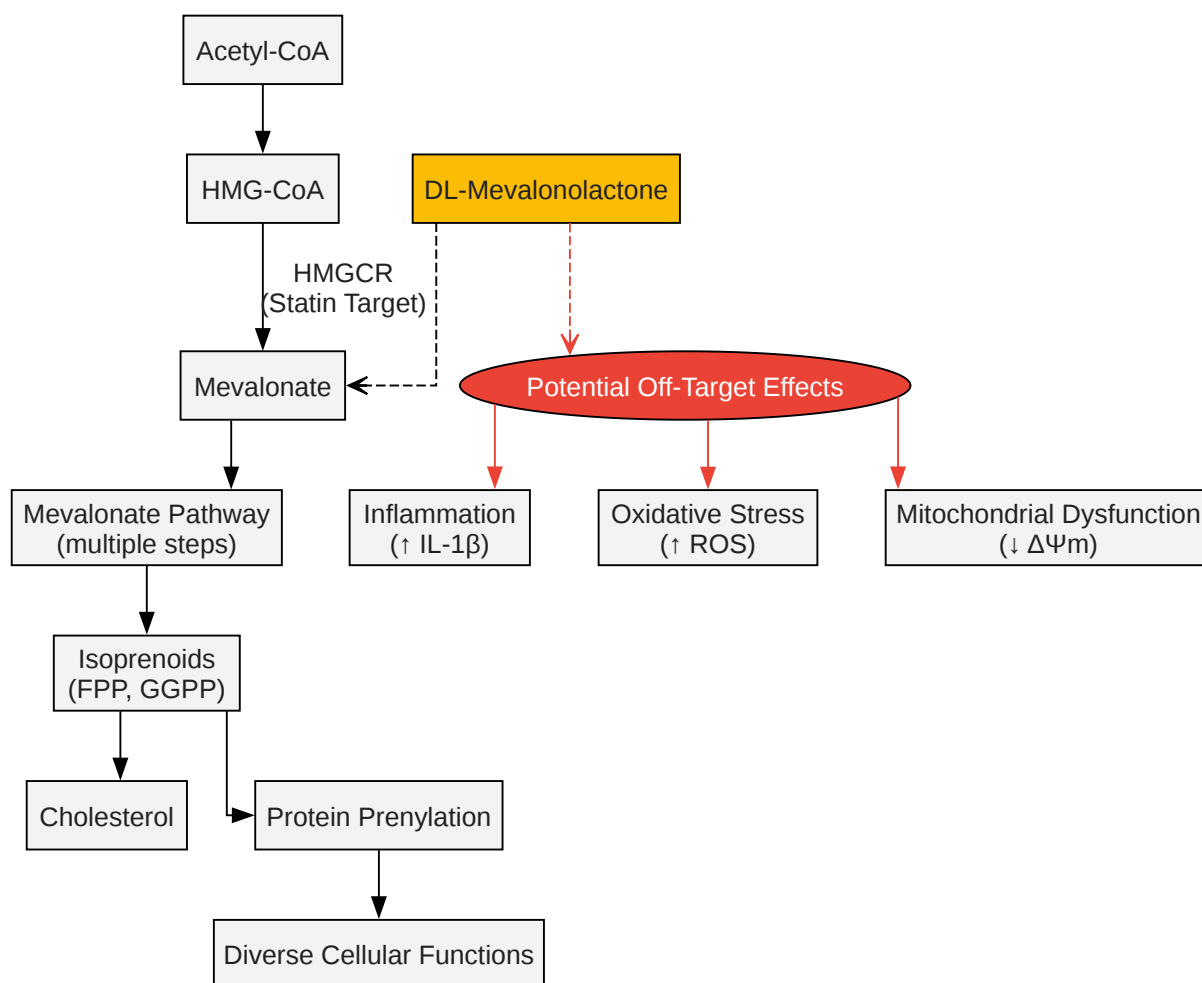 Acetyl-CoA
HMG-CoA
DL-Mevalonolactone
HMGCR
(Statin Target)
Mevalonate
Potential Off-Target Effects
Mevalonate Pathway
(multiple steps)
Inflammation
(↑ IL-1β)
Oxidative Stress
(↑ ROS)
Mitochondrial Dysfunction
(↓ ΔΨm)
Isoprenoids
(FPP, GGPP)
Cholesterol
Protein Prenylation
Diverse Cellular Functions